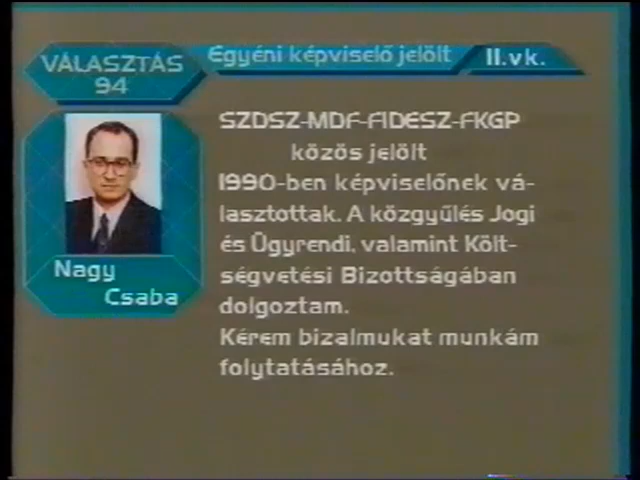 VÁLASZTÁS
94
Egyéni képviselő jelölt
II.vk.
SZDSZ-MDF-FIDESZ-FKGP
közös jelölt
1990-ben képviselőnek vá-
lasztottak. A közgyűlés Jogi
és Ügyrendi, valamint Költ-
ségvetési Bizottságában
dolgoztam.
Kérem bizalmukat munkám
folytatásához.
Nagy
Csaba